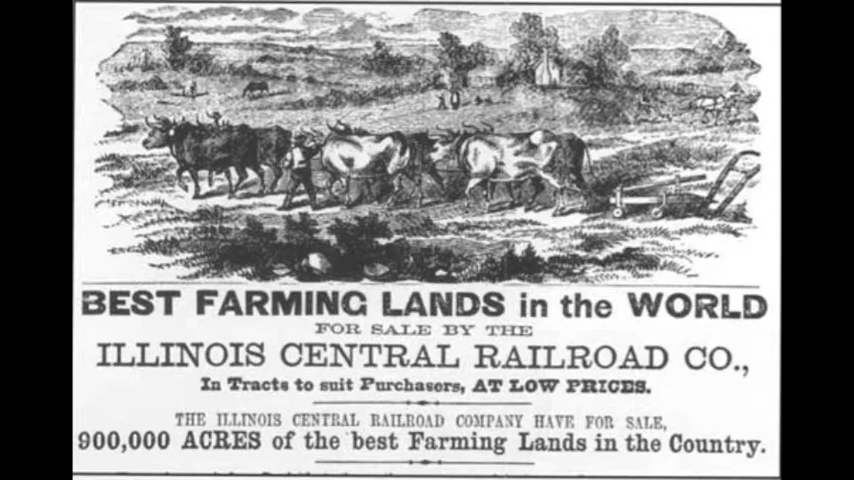 BEST FARMING LANDS in the WORLD
FOR SALE BY THE
ILLINOIS CENTRAL RAILROAD CO.,
In Tracts to suit Purchasers, AT LOW PRICES.
THE ILLINOIS CENTRAL RAILROAD COMPANY HAVE FOR SALE,
900,000 ACRES of the best Farming Lands in the Country.